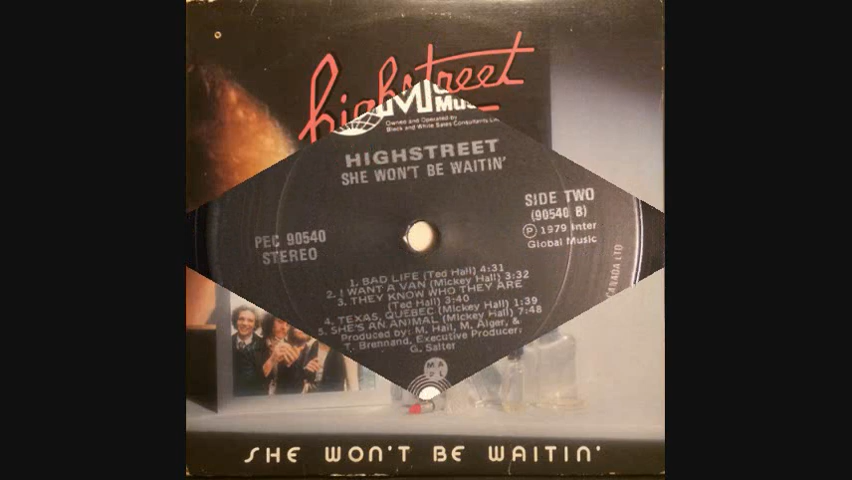 highstreet
Mu
Owned and Operated by
Black and White Sales Consultants
HIGHSTREET
SHE WON'T BE WAITIN'
SIDE TWO
(90540 B)
PEC 90540
STEREO
Ⓟ 1979 Inter
Global Music
CANADA LTD
1. BAD LIFE (Ted Hall) 4:31
2. I WANT A VAN (Mickey Hall) 3:32
3. THEY KNOW WHO THEY ARE
(Ted Hall) 3:40
4. TEXAS, QUEBEC (Mickey Hall) 1:39
5. SHE'S AN ANIMAL (Mickey Hall) 7:48
Produced by: M. Hall, M. Alger, &
T. Brennand, Executive Producer:
G. Salter
MAPL
SHE WON'T BE WAITIN'